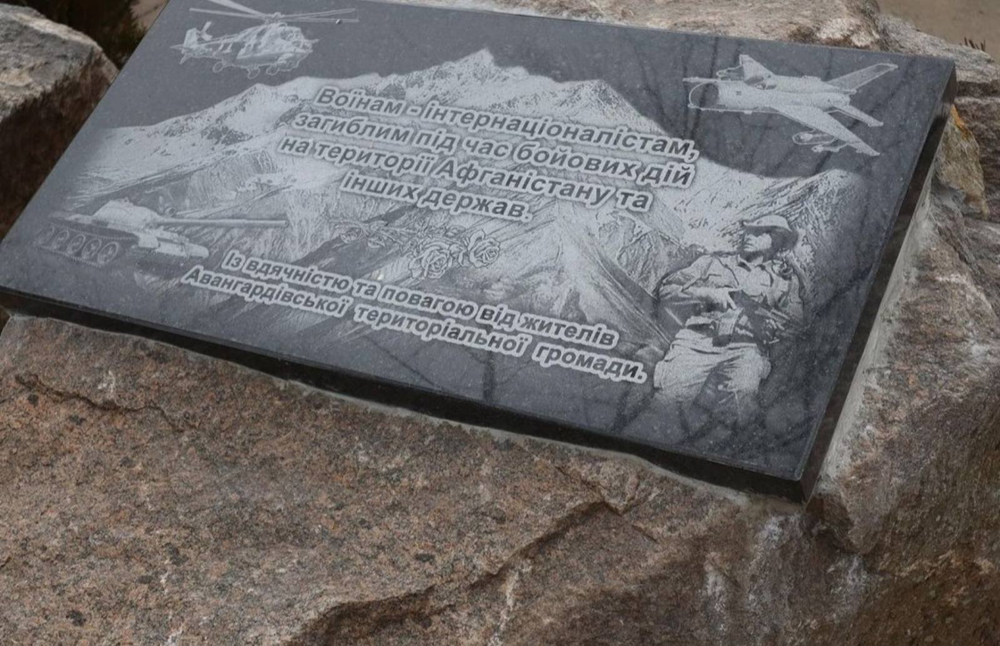 Воїнам - інтернаціоналістам,
загиблим під час бойових дій
на території Афганістану та
інших держав.
Із вдячністю та повагою від жителів
Авангардівської територіальної громади.